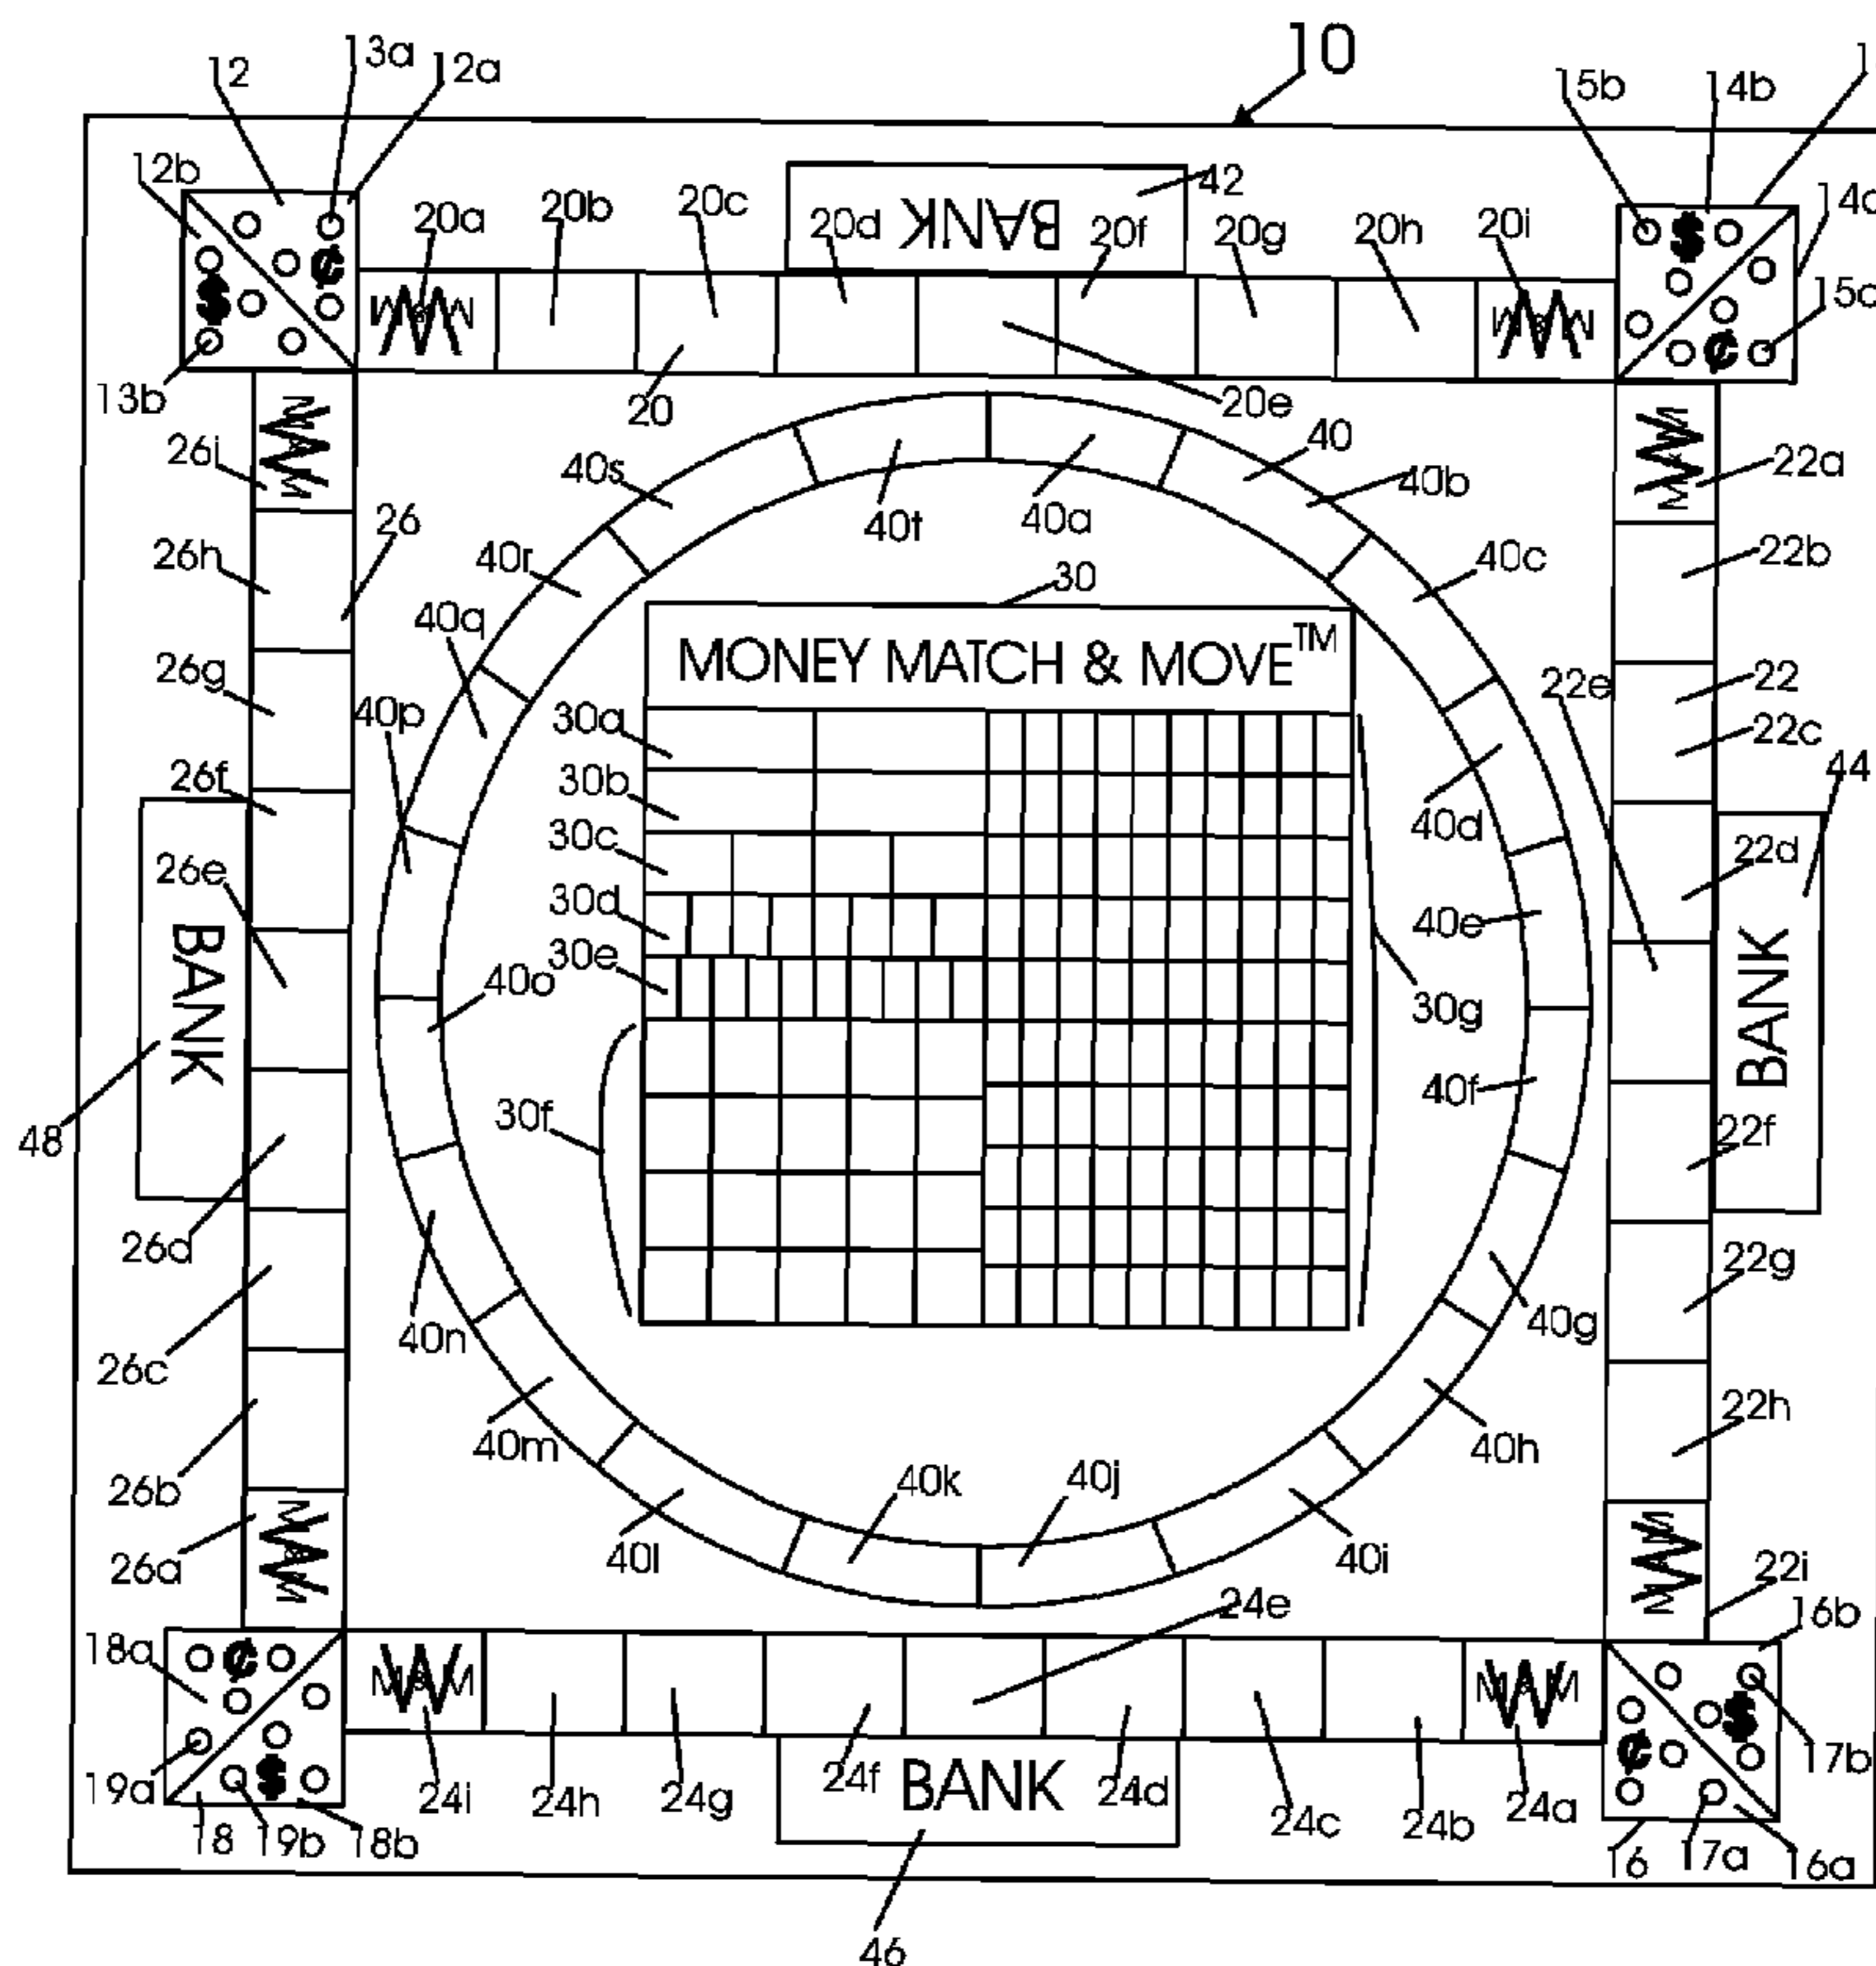 10
13a
12
12a
15b
14b
12b
42
20a
20b
20c
BANK
20d
20f
20g
20h
20i
$
¢
M&M
W
M&M
W
$
¢
13b
20
20e
M&M
W
26i
40s
40
40b
M&M
W
22a
26
40t
40a
26h
40r
40c
22b
30
40q
MONEY MATCH & MOVE™
26g
22e
22
40p
30a
22c
26f
30b
44
30c
40d
26e
22d
30d
40e
30e
BANK
40o
30g
BANK
48
30f
40f
22f
26d
22g
26c
40n
40g
22h
26b
40m
40h
40k
40j
26a
M&M
W
40l
40i
M&M
W
22i
24e
16b
18a
¢
M&M
W
M&M
W
$
¢
19a
$
24i
24h
24g
24f
BANK
24d
24c
24b
24a
17b
18
19b
18b
16
17a
16a
46